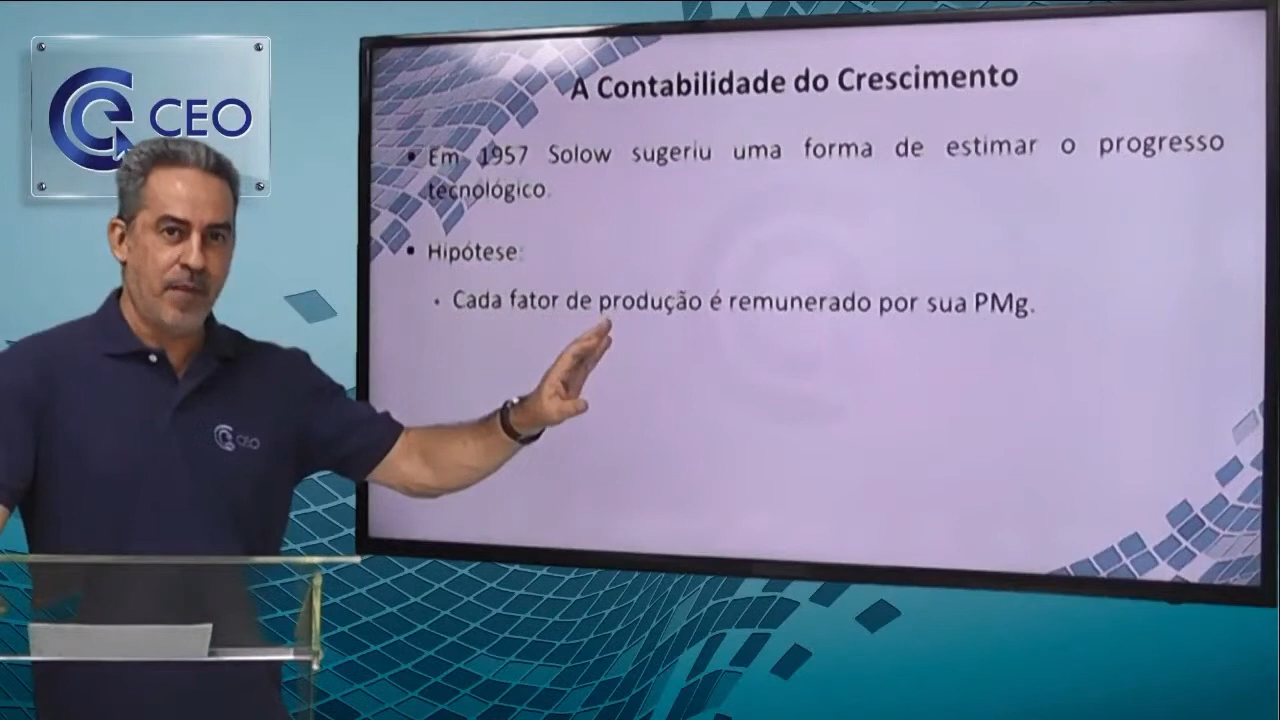 CEO
A Contabilidade do Crescimento
• Em 1957 Solow sugeriu uma forma de estimar o progresso
tecnológico.
• Hipótese:
• Cada fator de produção é remunerado por sua PMg.
CEO